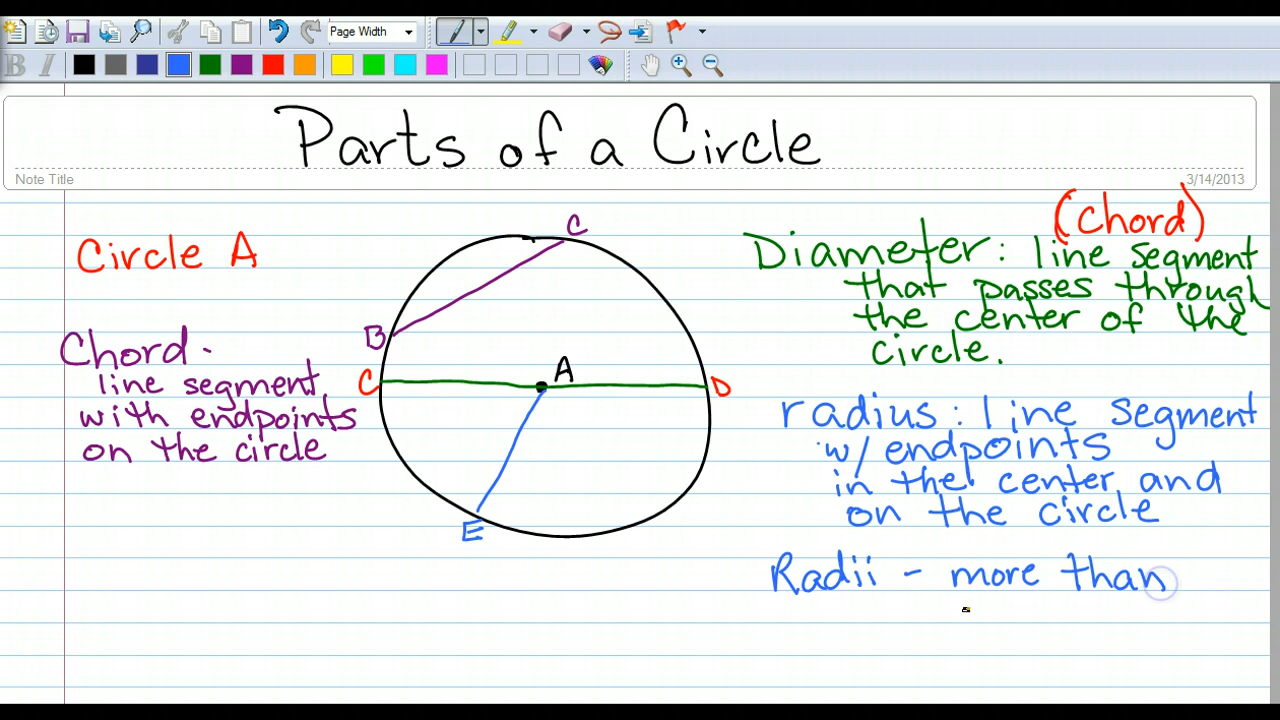 B I
Page Width
Parts of a Circle
Note Title
3/14/2013
Circle A
Chord.
line segment
with endpoints
on the circle
C
B
C
A
D
E
(Chord)
Diameter: line segment
that passes through
the center of the
circle.
radius: line segment
w/ endpoints
in the center and
on the circle
Radii - more than